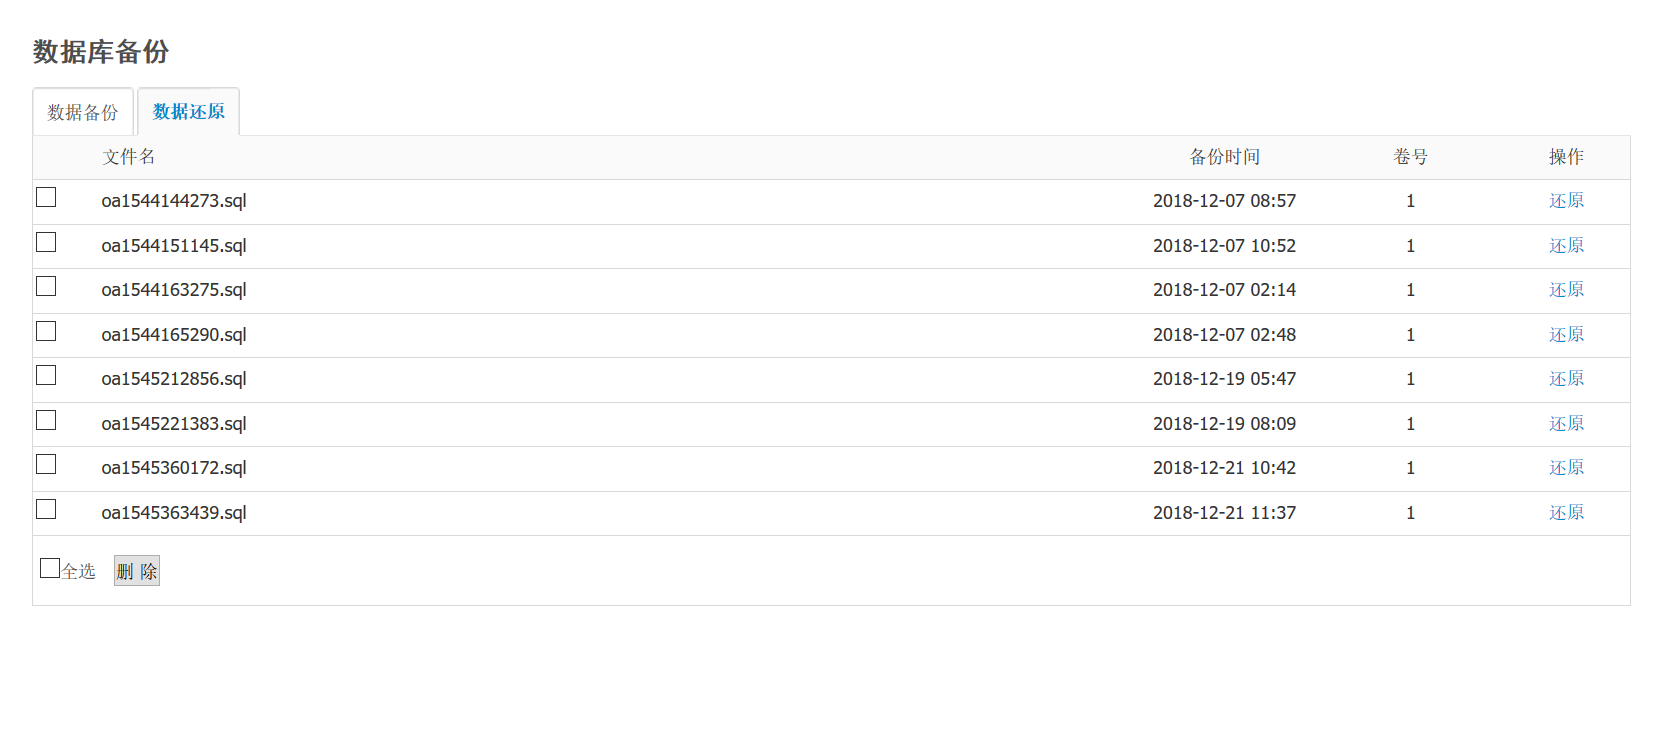 数据库备份
数据备份 数据还原
文件名 备份时间 卷号 操作
oa1544144273.sql 2018-12-07 08:57 1 还原
oa1544151145.sql 2018-12-07 10:52 1 还原
oa1544163275.sql 2018-12-07 02:14 1 还原
oa1544165290.sql 2018-12-07 02:48 1 还原
oa1545212856.sql 2018-12-19 05:47 1 还原
oa1545221383.sql 2018-12-19 08:09 1 还原
oa1545360172.sql 2018-12-21 10:42 1 还原
oa1545363439.sql 2018-12-21 11:37 1 还原
全选 删 除